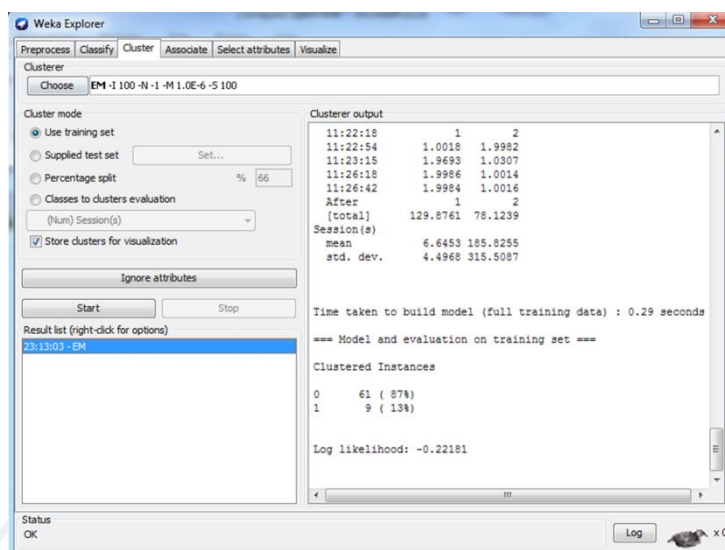 Weka Explorer
Preprocess Classify Cluster Associate Select attributes Visualize
Clusterer
Choose EM -I 100 -N -1 -M 1.0E-6 -S 100
Cluster mode
Use training set
Supplied test set Set...
Percentage split % 66
Classes to clusters evaluation
(Num) Session(s)
Store clusters for visualization
Ignore attributes
Start Stop
Result list (right-click for options)
23:13:03 - EM
Clusterer output
11:22:18 1 2
11:22:54 1.0018 1.9982
11:23:15 1.9693 1.0307
11:26:18 1.9986 1.0014
11:26:42 1.9984 1.0016
After 1 2
[total] 129.8761 78.1239
Session(s)
mean 6.6453 185.8255
std. dev. 4.4968 315.5087
Time taken to build model (full training data) : 0.29 seconds
=== Model and evaluation on training set ===
Clustered Instances
0 61 ( 87%)
1 9 ( 13%)
Log likelihood: -0.22181
Status
OK
Log x 0